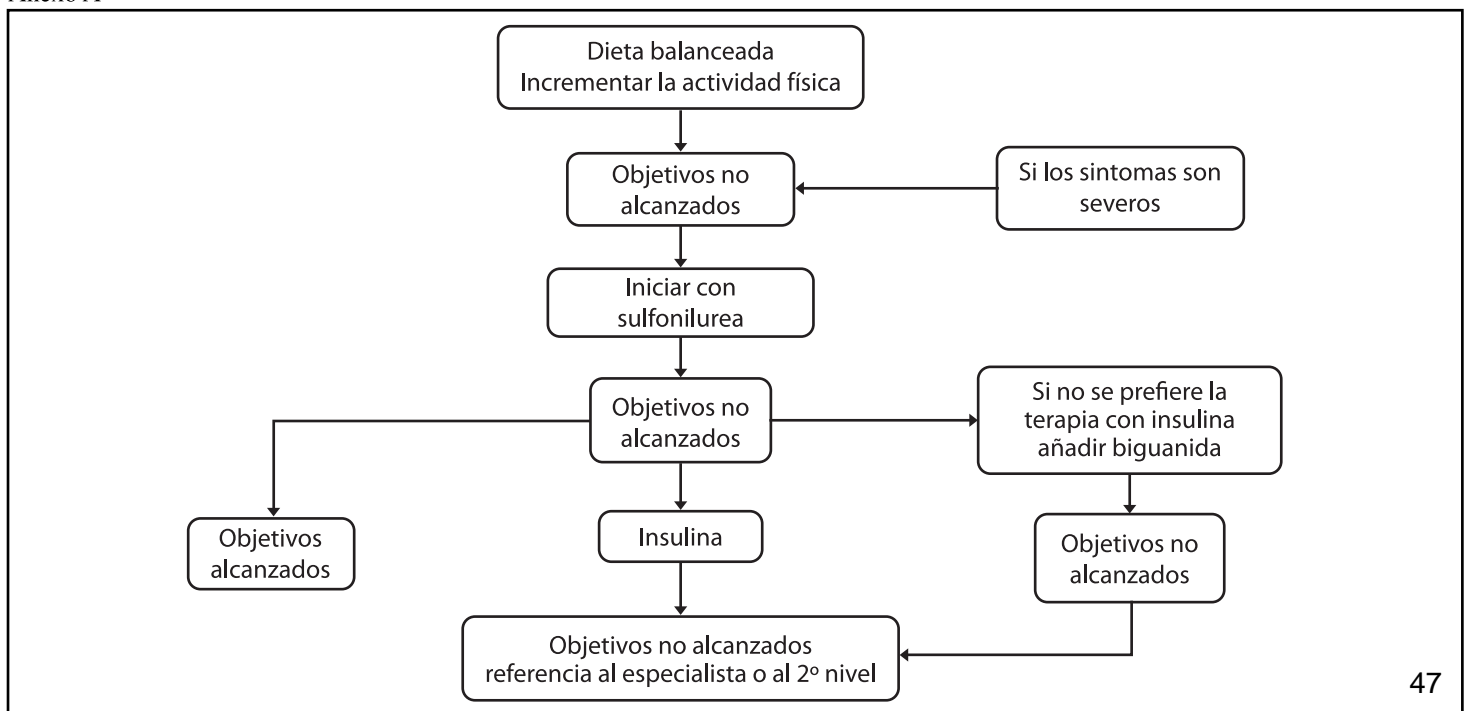 Dieta balanceada
Incrementar la actividad física
Objetivos no
alcanzados
Si los sintomas son
severos
Iniciar con
sulfonilurea
Objetivos no
alcanzados
Si no se prefiere la
terapia con insulina
añadir biguanida
Objetivos
alcanzados
Insulina
Objetivos no
alcanzados
Objetivos no alcanzados
referencia al especialista o al 2º nivel
47